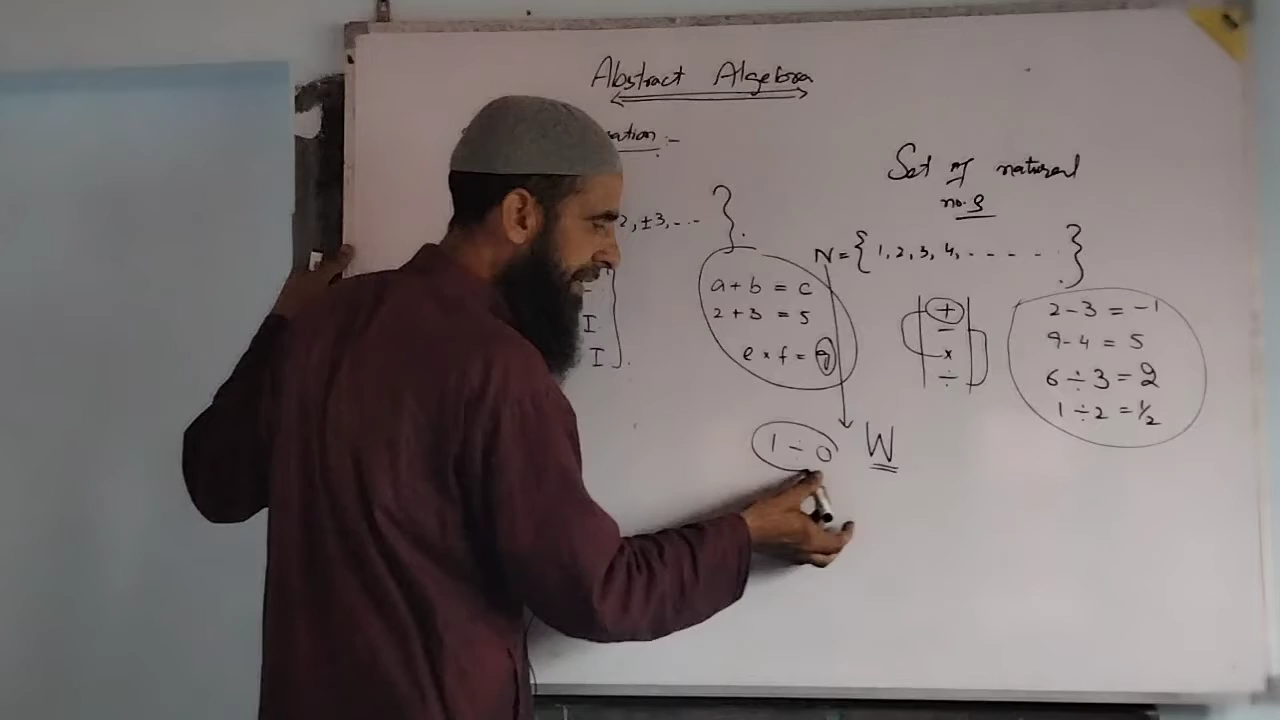 Abstract Algebra
ation :-
2, ±3, ... }.
I
I
a + b = c
2 + 3 = 5
e × f = g
Set of natural
no.s
N = { 1, 2, 3, 4, - - - - . }
+
-
×
÷
2 - 3 = -1
9 - 4 = 5
6 ÷ 3 = 2
1 ÷ 2 = 1/2
1 - 0
W